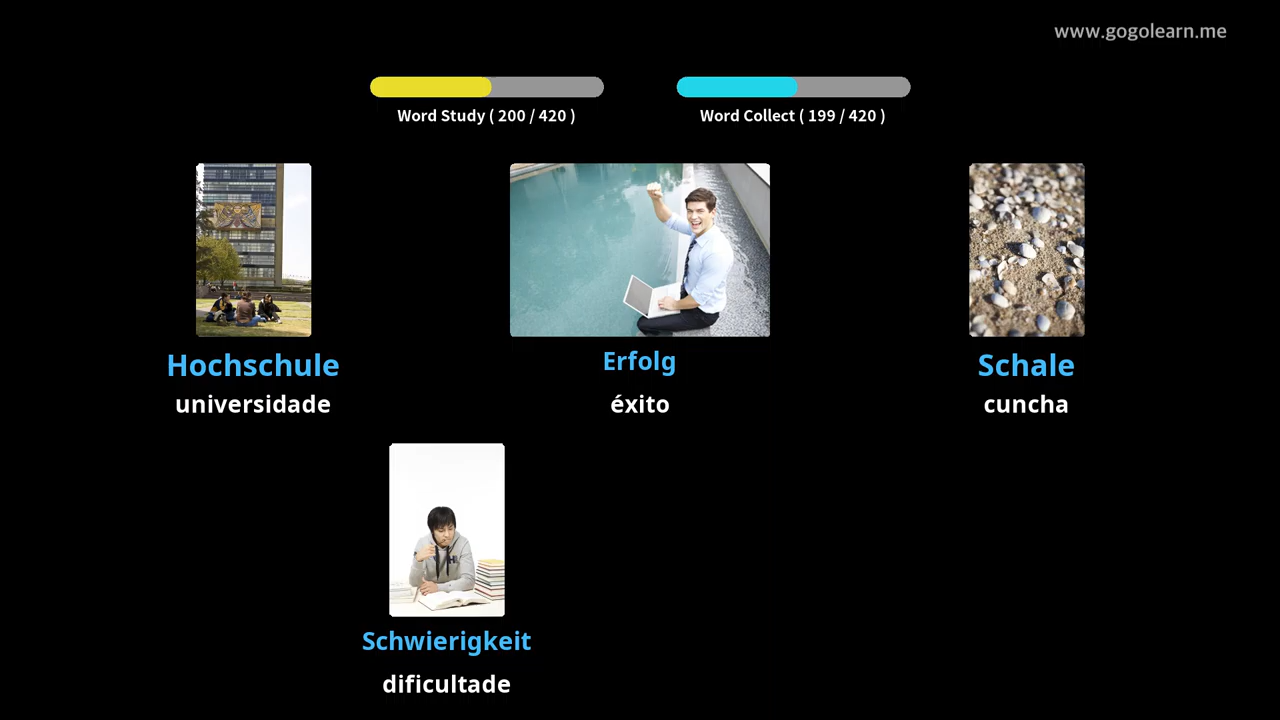 www.gogolearn.me
Word Study ( 200 / 420 )
Word Collect ( 199 / 420 )
Hochschule
universidade
Erfolg
éxito
Schale
cuncha
Schwierigkeit
dificultade